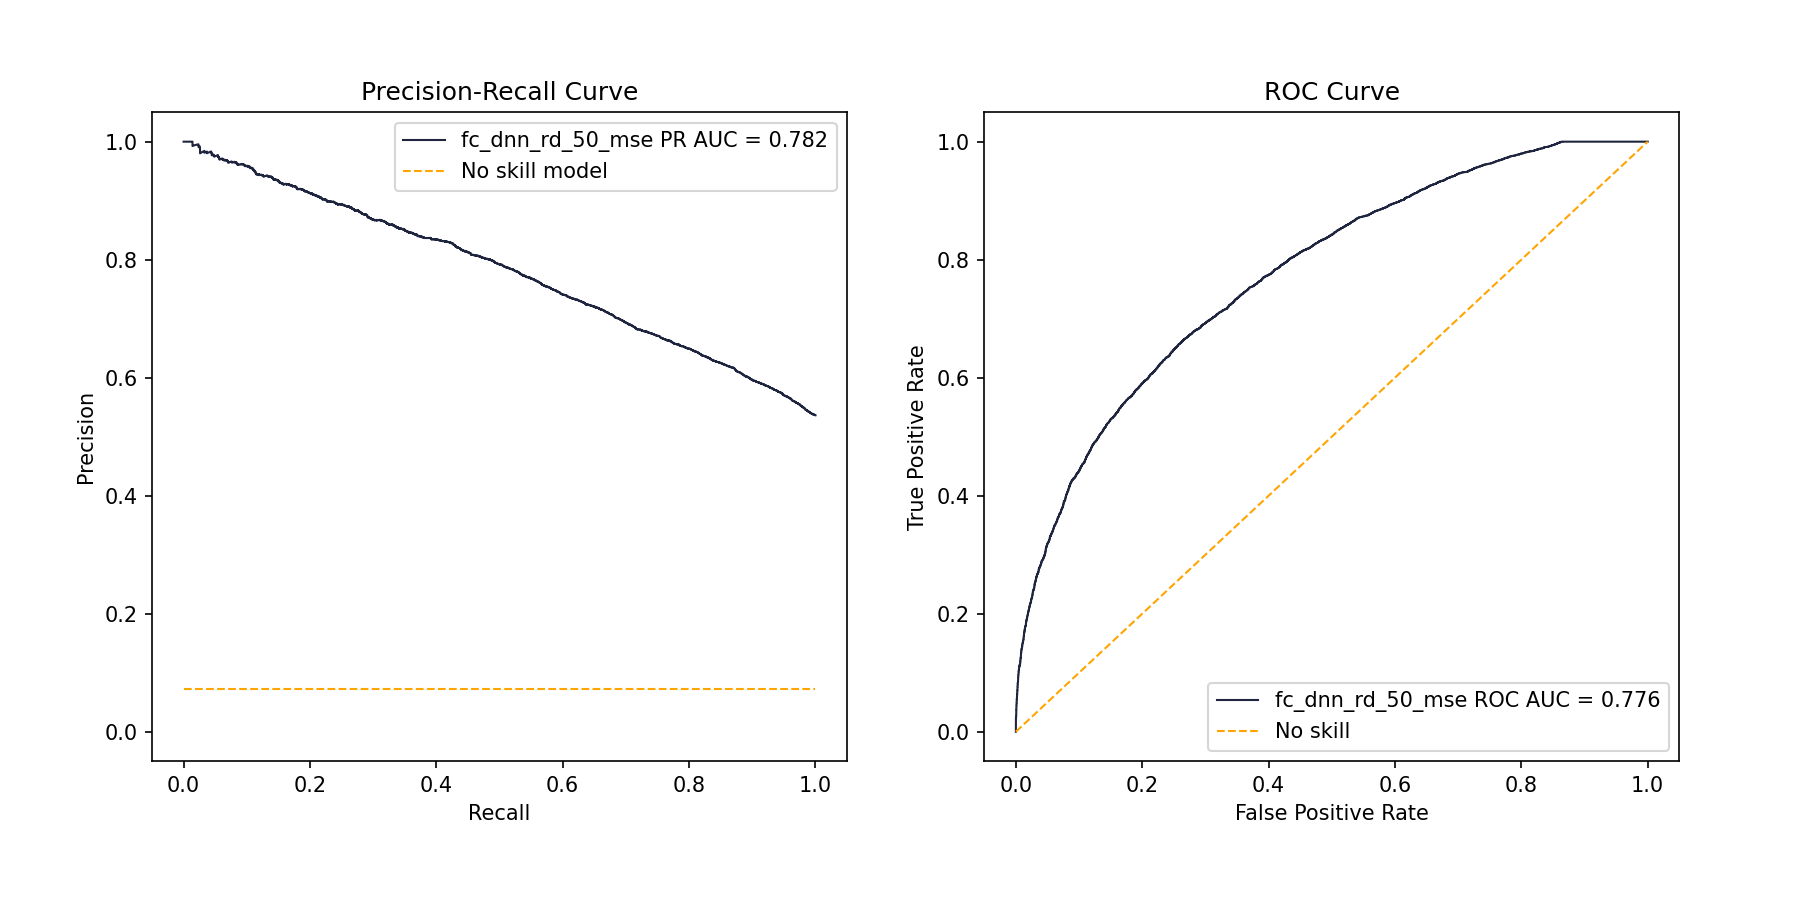 Precision-Recall Curve
fc_dnn_rd_50_mse PR AUC = 0.782
No skill model
1.0
0.8
0.6
0.4
0.2
0.0
Precision
0.0 0.2 0.4 0.6 0.8 1.0
Recall
ROC Curve
1.0
0.8
0.6
0.4
0.2
0.0
True Positive Rate
fc_dnn_rd_50_mse ROC AUC = 0.776
No skill
0.0 0.2 0.4 0.6 0.8 1.0
False Positive Rate